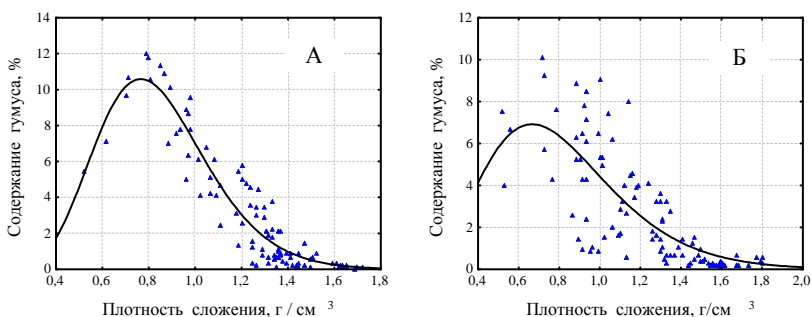 А
Содержание гумуса, %
14
12
10
8
6
4
2
0
0,4 0,6 0,8 1,0 1,2 1,4 1,6 1,8
Плотность сложения, г / см 3
Б
Содержание гумуса, %
12
10
8
6
4
2
0
0,4 0,6 0,8 1,0 1,2 1,4 1,6 1,8 2,0
Плотность сложения, г/см 3